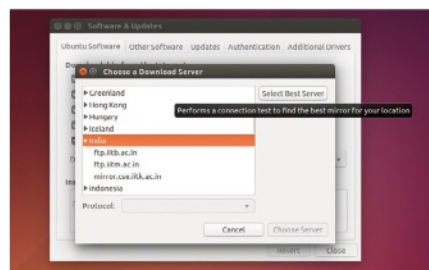 Software & Updates
Ubuntu Software Other Software Updates Authentication Additional Drivers
Choose a Download Server
Greenland
Select Best Server
Hong Kong
Performs a connection test to find the best mirror for your location
Hungary
Iceland
India
ftp.iitb.ac.in
ftp.iitm.ac.in
mirror.cse.iitk.ac.in
Indonesia
Protocol:
Cancel Choose Server
Revert Close